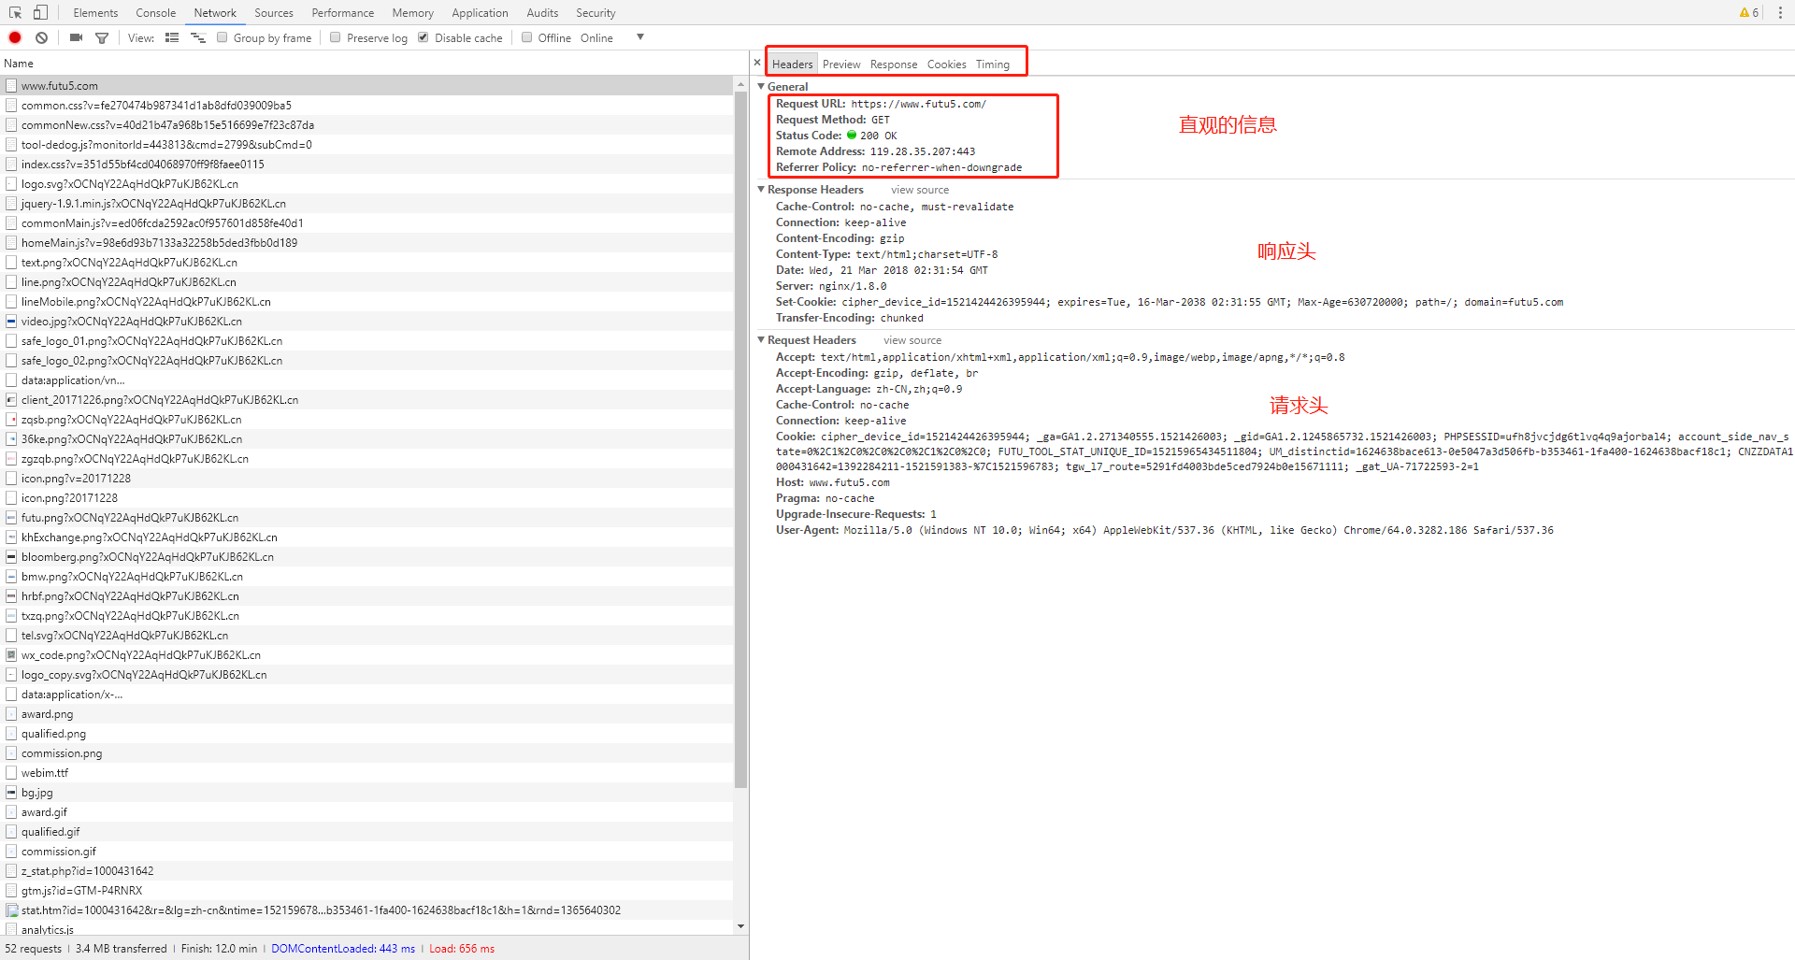 Elements Console Network Sources Performance Memory Application Audits Security 6
View: Group by frame Preserve log Disable cache Offline Online
Name
www.futu5.com
common.css?v=fe270474b987341d1ab8dfd039009ba5
commonNew.css?v=40d21b47a968b15e516699e7f23c87da
tool-dedog.js?monitorId=443813&cmd=2799&subCmd=0
index.css?v=351d55bf4cd04068970ff9f8faee0115
logo.svg?xOCNqY22AqHdQkP7uKJB62KL.cn
jquery-1.9.1.min.js?xOCNqY22AqHdQkP7uKJB62KL.cn
commonMain.js?v=ed06fcda2592ac0f957601d858fe40d1
homeMain.js?v=98e6d93b7133a32258b5ded3fbb0d189
text.png?xOCNqY22AqHdQkP7uKJB62KL.cn
line.png?xOCNqY22AqHdQkP7uKJB62KL.cn
lineMobile.png?xOCNqY22AqHdQkP7uKJB62KL.cn
video.jpg?xOCNqY22AqHdQkP7uKJB62KL.cn
safe_logo_01.png?xOCNqY22AqHdQkP7uKJB62KL.cn
safe_logo_02.png?xOCNqY22AqHdQkP7uKJB62KL.cn
data:application/vn...
client_20171226.png?xOCNqY22AqHdQkP7uKJB62KL.cn
zqsb.png?xOCNqY22AqHdQkP7uKJB62KL.cn
36ke.png?xOCNqY22AqHdQkP7uKJB62KL.cn
zgzqb.png?xOCNqY22AqHdQkP7uKJB62KL.cn
icon.png?v=20171228
icon.png?20171228
futu.png?xOCNqY22AqHdQkP7uKJB62KL.cn
khExchange.png?xOCNqY22AqHdQkP7uKJB62KL.cn
bloomberg.png?xOCNqY22AqHdQkP7uKJB62KL.cn
bmw.png?xOCNqY22AqHdQkP7uKJB62KL.cn
hrbf.png?xOCNqY22AqHdQkP7uKJB62KL.cn
txzq.png?xOCNqY22AqHdQkP7uKJB62KL.cn
tel.svg?xOCNqY22AqHdQkP7uKJB62KL.cn
wx_code.png?xOCNqY22AqHdQkP7uKJB62KL.cn
logo_copy.svg?xOCNqY22AqHdQkP7uKJB62KL.cn
data:application/x-...
award.png
qualified.png
commission.png
webim.ttf
bg.jpg
award.gif
qualified.gif
commission.gif
z_stat.php?id=1000431642
gtm.js?id=GTM-P4RNRX
stat.htm?id=1000431642&r=&lg=zh-cn&ntime=152159678...b353461-1fa400-1624638bacf18c1&h=1&rnd=1365640302
analytics.js
52 requests | 3.4 MB transferred | Finish: 12.0 min | DOMContentLoaded: 443 ms | Load: 656 ms
× Headers Preview Response Cookies Timing
General
Request URL: https://www.futu5.com/
Request Method: GET
Status Code: 200 OK
Remote Address: 119.28.35.207:443
Referrer Policy: no-referrer-when-downgrade
直观的信息
Response Headers view source
Cache-Control: no-cache, must-revalidate
Connection: keep-alive
Content-Encoding: gzip
Content-Type: text/html;charset=UTF-8
Date: Wed, 21 Mar 2018 02:31:54 GMT
Server: nginx/1.8.0
Set-Cookie: cipher_device_id=1521424426395944; expires=Tue, 16-Mar-2038 02:31:55 GMT; Max-Age=630720000; path=/; domain=futu5.com
Transfer-Encoding: chunked
响应头
Request Headers view source
Accept: text/html,application/xhtml+xml,application/xml;q=0.9,image/webp,image/apng,*/*;q=0.8
Accept-Encoding: gzip, deflate, br
Accept-Language: zh-CN,zh;q=0.9
Cache-Control: no-cache
Connection: keep-alive
请求头
Cookie: cipher_device_id=1521424426395944; _ga=GA1.2.271340555.1521426003; _gid=GA1.2.1245865732.1521426003; PHPSESSID=ufh8jvcjdg6tlvq4q9ajorbal4; account_side_nav_s
tate=0%2C1%2C0%2C0%2C0%2C1%2C0%2C0; FUTU_TOOL_STAT_UNIQUE_ID=15215965434511804; UM_distinctid=1624638bace613-0e5047a3d506fb-b353461-1fa400-1624638bacf18c1; CNZZDATA1
000431642=1392284211-1521591383-%7C1521596783; tgw_l7_route=5291fd4003bde5ced7924b0e15671111; _gat_UA-71722593-2=1
Host: www.futu5.com
Pragma: no-cache
Upgrade-Insecure-Requests: 1
User-Agent: Mozilla/5.0 (Windows NT 10.0; Win64; x64) AppleWebKit/537.36 (KHTML, like Gecko) Chrome/64.0.3282.186 Safari/537.36